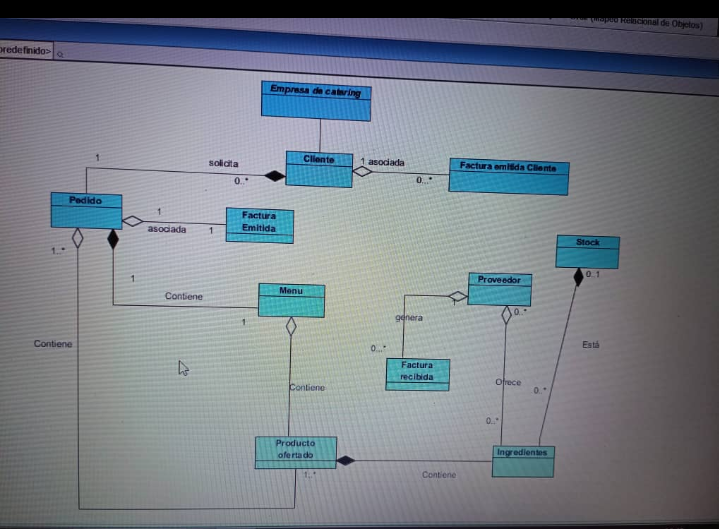 (Mapeo Relacional de Objetos)
predefinido>
Empresa de catering
Cliente
1
solicita
0..*
1 asociada
0...*
Factura emitida Cliente
Pedido
1
asociada
1
Factura
Emitida
1..*
1
Contiene
1
Menu
Stock
0..1
Proveedor
1
0..*
genera
0...*
Factura
recibida
Está
Ofrece
0..*
0..*
Contiene
Contiene
Producto
ofertado
1..*
Contiene
Ingredientes